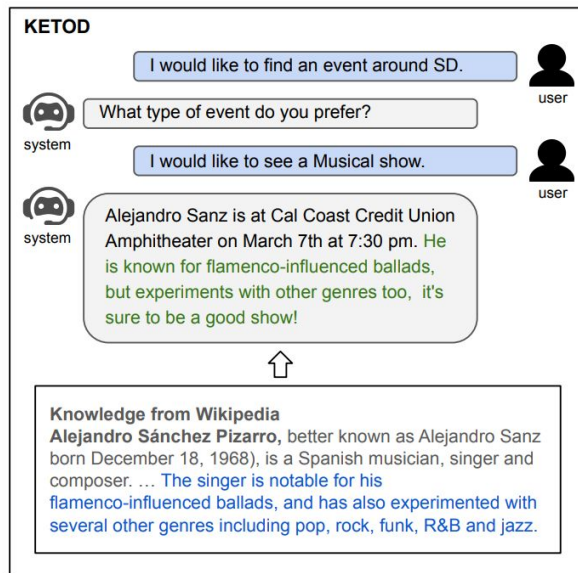 KETOD
I would like to find an event around SD.
user
What type of event do you prefer?
system
I would like to see a Musical show.
user
system
Alejandro Sanz is at Cal Coast Credit Union
Amphitheater on March 7th at 7:30 pm. He
is known for flamenco-influenced ballads,
but experiments with other genres too, it's
sure to be a good show!
Knowledge from Wikipedia
Alejandro Sánchez Pizarro, better known as Alejandro Sanz
born December 18, 1968), is a Spanish musician, singer and
composer. … The singer is notable for his
flamenco-influenced ballads, and has also experimented with
several other genres including pop, rock, funk, R&B and jazz.